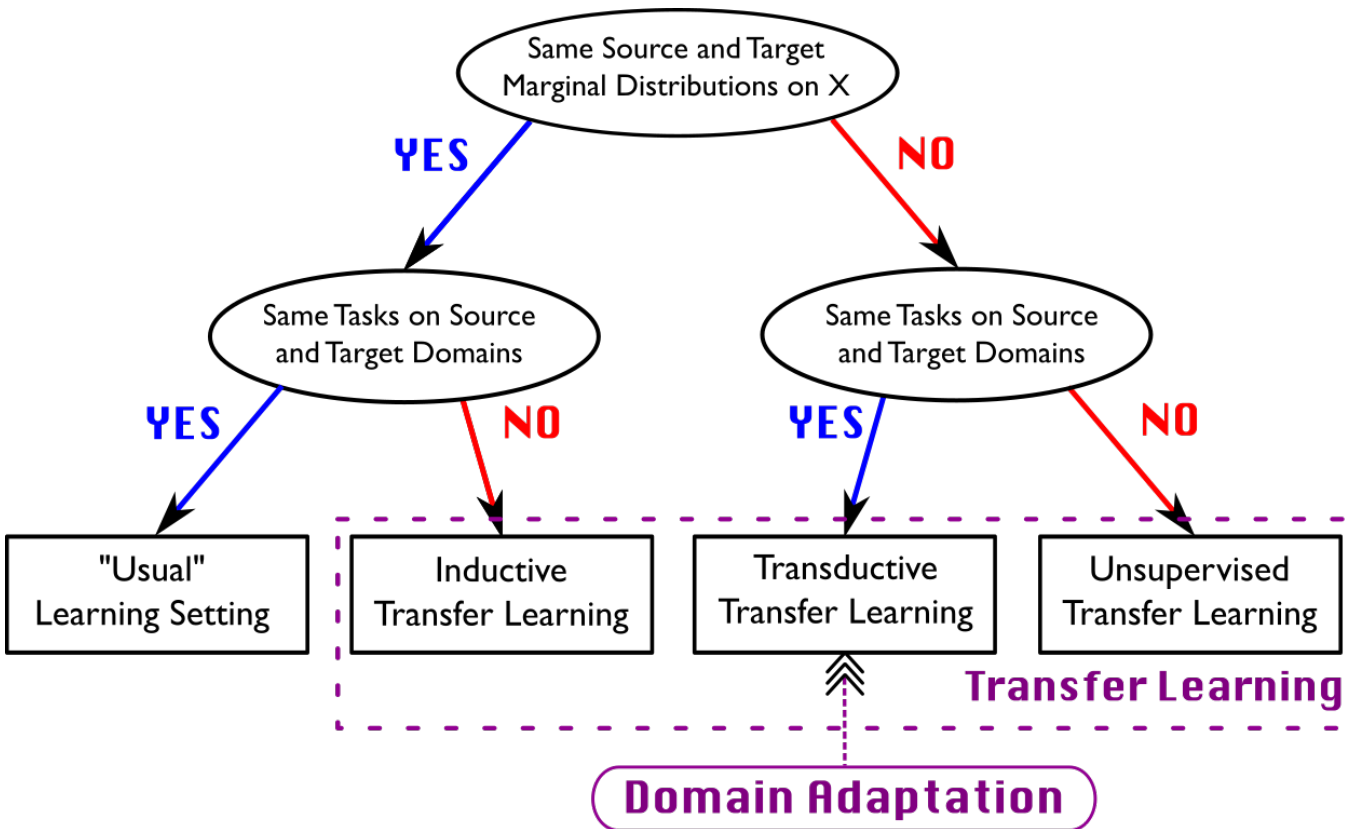 Same Source and Target
Marginal Distributions on X
YES
NO
Same Tasks on Source
and Target Domains
Same Tasks on Source
and Target Domains
YES
NO
YES
NO
"Usual"
Learning Setting
Inductive
Transfer Learning
Transductive
Transfer Learning
Unsupervised
Transfer Learning
Transfer Learning
Domain Adaptation